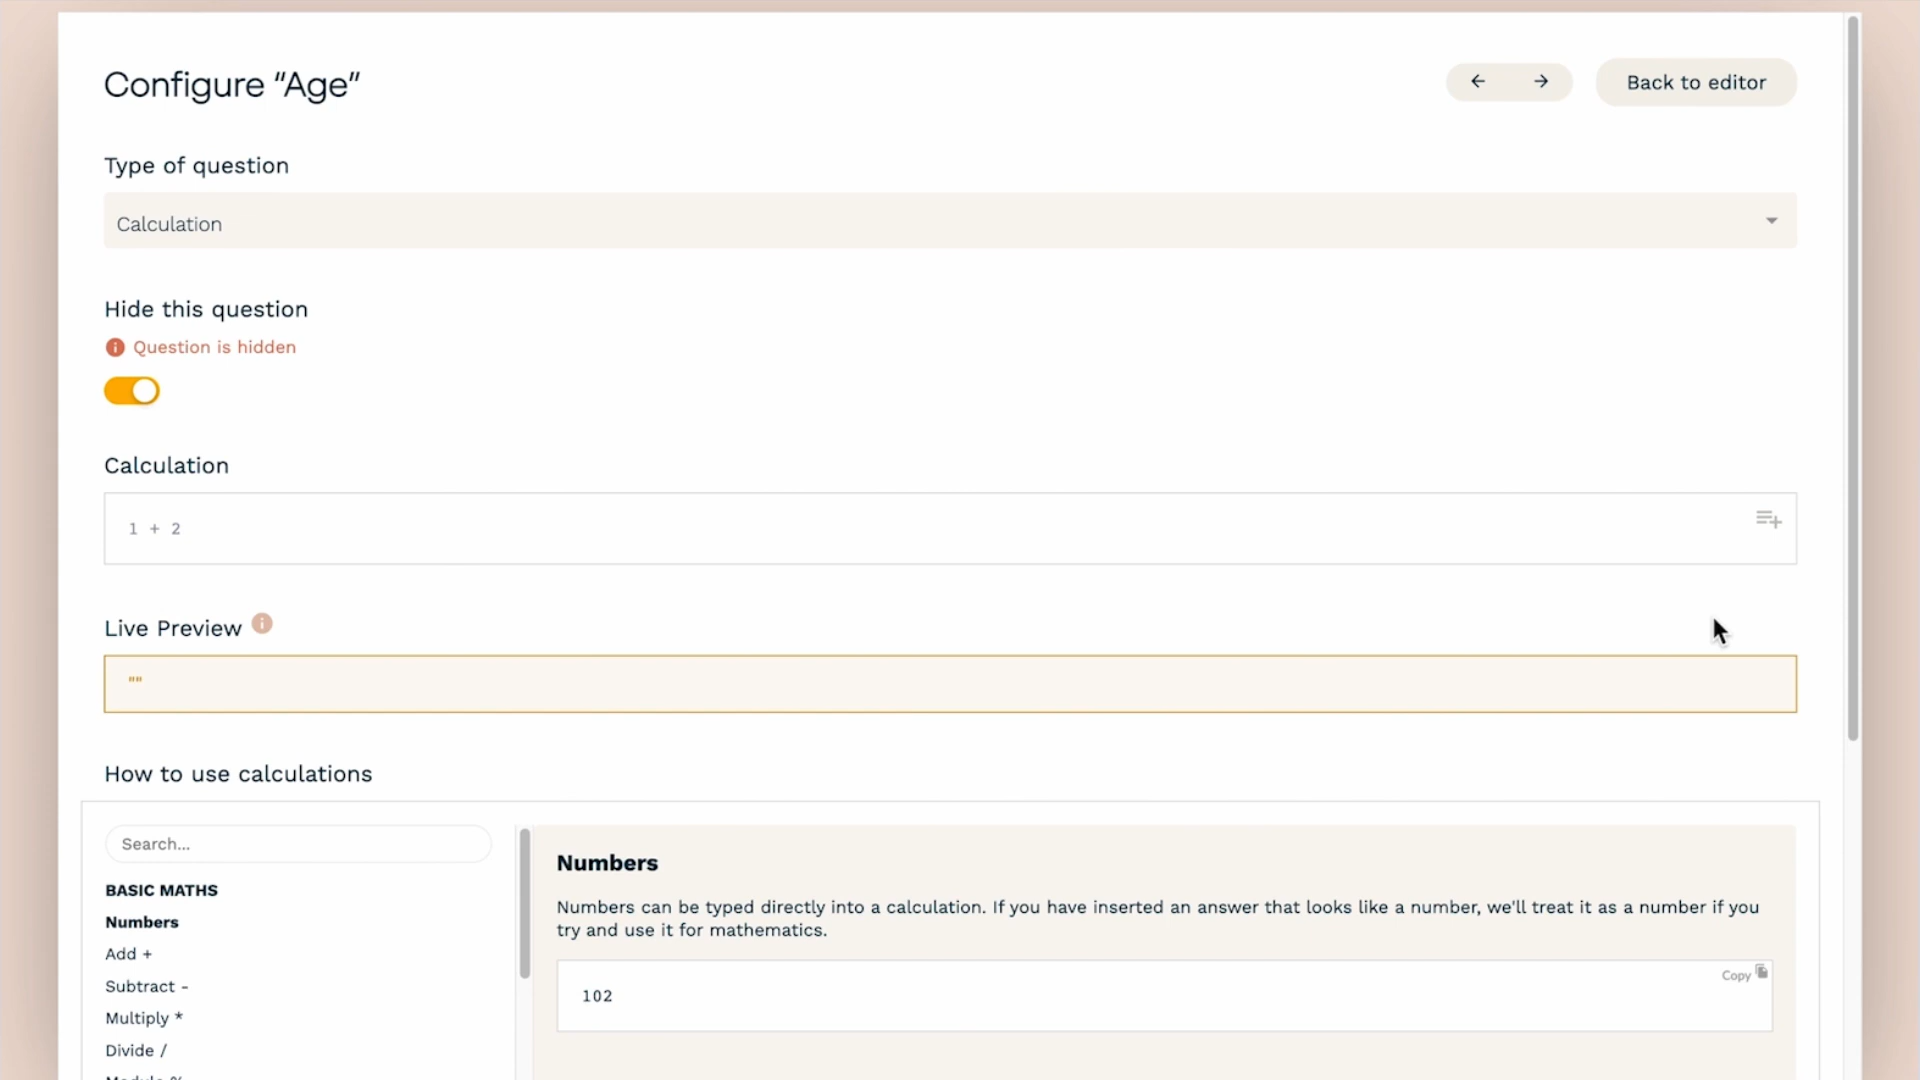 Configure “Age”
Back to editor
Type of question
Calculation
Hide this question
Question is hidden
Calculation
1 + 2
Live Preview
""
How to use calculations
Search...
BASIC MATHS
Numbers
Add +
Subtract -
Multiply *
Divide /
Modulo %
Numbers
Numbers can be typed directly into a calculation. If you have inserted an answer that looks like a number, we'll treat it as a number if you
try and use it for mathematics.
Copy
102